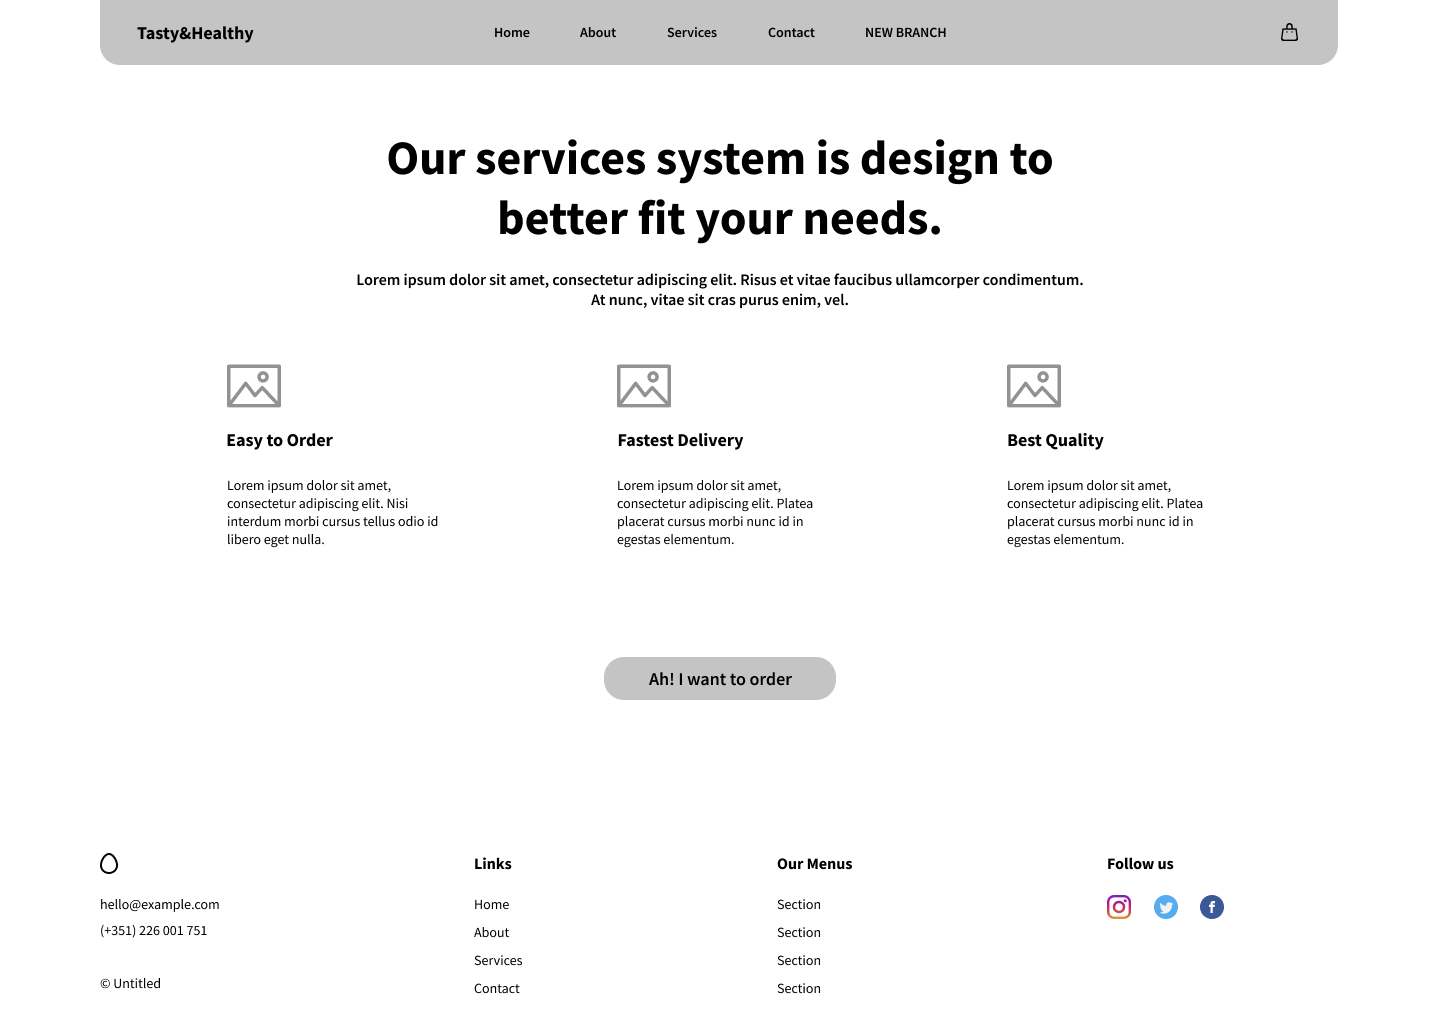 Tasty&Healthy
Home
About
Services
Contact
NEW BRANCH
Our services system is design to
better fit your needs.
Lorem ipsum dolor sit amet, consectetur adipiscing elit. Risus et vitae faucibus ullamcorper condimentum.
At nunc, vitae sit cras purus enim, vel.
Easy to Order
Lorem ipsum dolor sit amet,
consectetur adipiscing elit. Nisi
interdum morbi cursus tellus odio id
libero eget nulla.
Fastest Delivery
Lorem ipsum dolor sit amet,
consectetur adipiscing elit. Platea
placerat cursus morbi nunc id in
egestas elementum.
Best Quality
Lorem ipsum dolor sit amet,
consectetur adipiscing elit. Platea
placerat cursus morbi nunc id in
egestas elementum.
Ah! I want to order
hello@example.com
(+351) 226 001 751
© Untitled
Links
Home
About
Services
Contact
Our Menus
Section
Section
Section
Section
Follow us